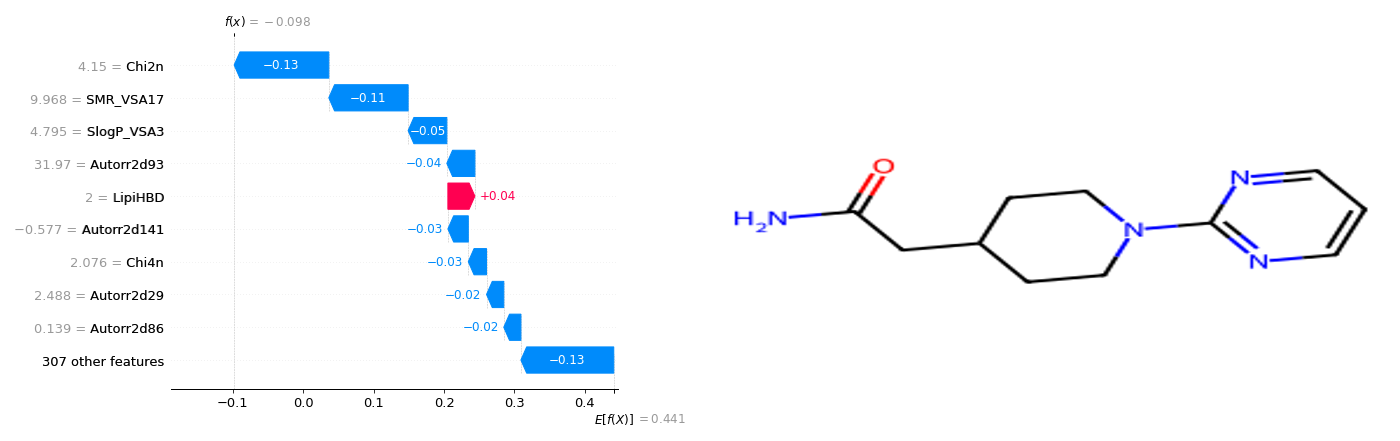 f(x) = −0.098
4.15 = Chi2n
−0.13
9.968 = SMR_VSA17
−0.11
4.795 = SlogP_VSA3
−0.05
31.97 = Autorr2d93
−0.04
2 = LipiHBD
+0.04
−0.577 = Autorr2d141
−0.03
2.076 = Chi4n
−0.03
2.488 = Autorr2d29
−0.02
0.139 = Autorr2d86
−0.02
307 other features
−0.13
−0.1 0.0 0.1 0.2 0.3 0.4
E[f(X)] = 0.441
O
H₂N
N
N
N